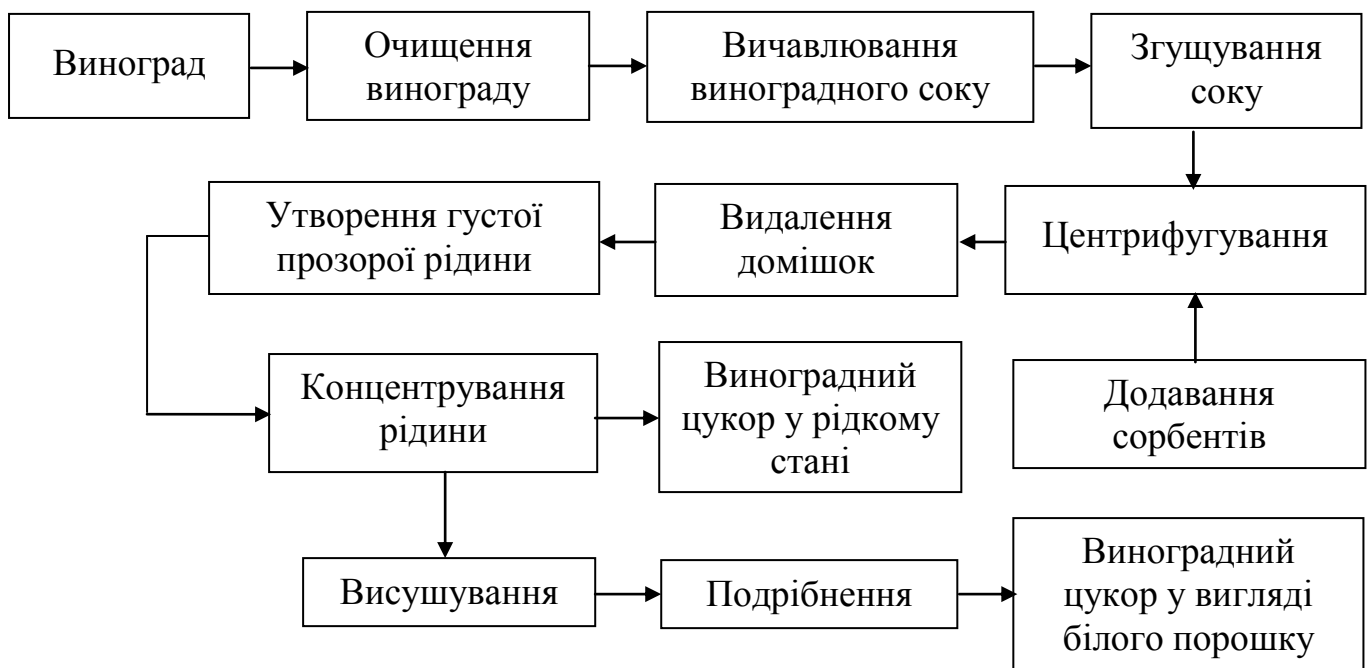 Виноград
Очищення
винограду
Вичавлювання
виноградного соку
Згущування
соку
Центрифугування
Видалення
домішок
Утворення густої
прозорої рідини
Додавання
сорбентів
Концентрування
рідини
Виноградний
цукор у рідкому
стані
Висушування
Подрібнення
Виноградний
цукор у вигляді
білого порошку